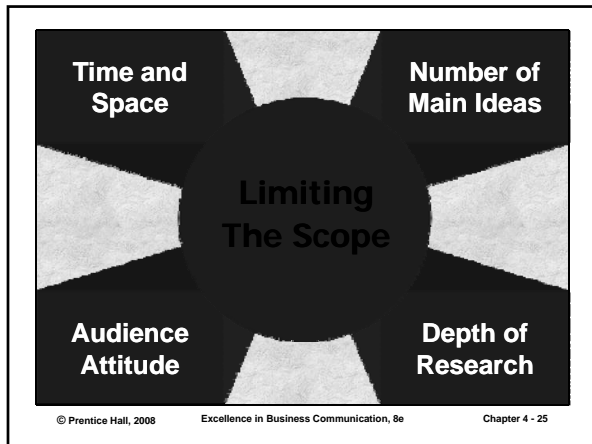 Time and
Space
Number of
Main Ideas
Limiting
The Scope
Audience
Attitude
Depth of
Research
© Prentice Hall, 2008 Excellence in Business Communication, 8e Chapter 4 - 25